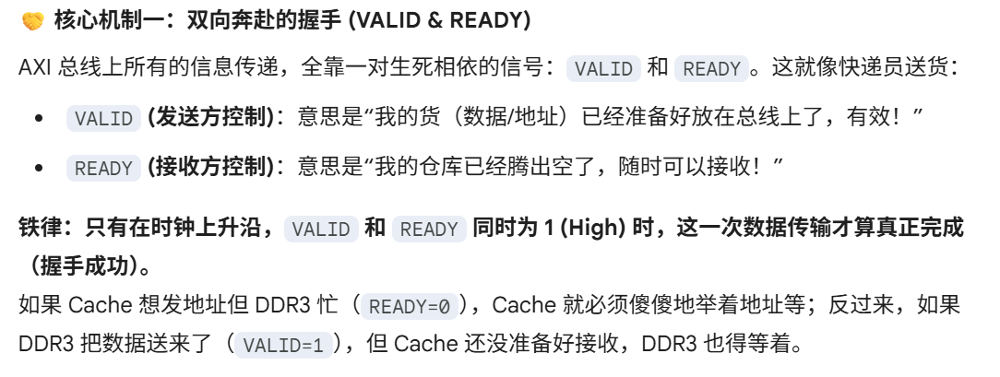 🤝 核心机制一：双向奔赴的握手 (VALID & READY)
AXI 总线上所有的信息传递，全靠一对生死相依的信号： VALID 和 READY 。这就像快递员送货：
• VALID (发送方控制)：意思是“我的货（数据/地址）已经准备好放在总线上了，有效！”
• READY (接收方控制)：意思是“我的仓库已经腾出空了，随时可以接收！”
铁律：只有在时钟上升沿， VALID 和 READY 同时为 1 (High) 时，这一次数据传输才算真正完成
（握手成功）。
如果 Cache 想发地址但 DDR3 忙（ READY=0 ），Cache 就必须傻傻地举着地址等；反过来，如果
DDR3 把数据送来了（ VALID=1 ），但 Cache 还没准备好接收，DDR3 也得等着。